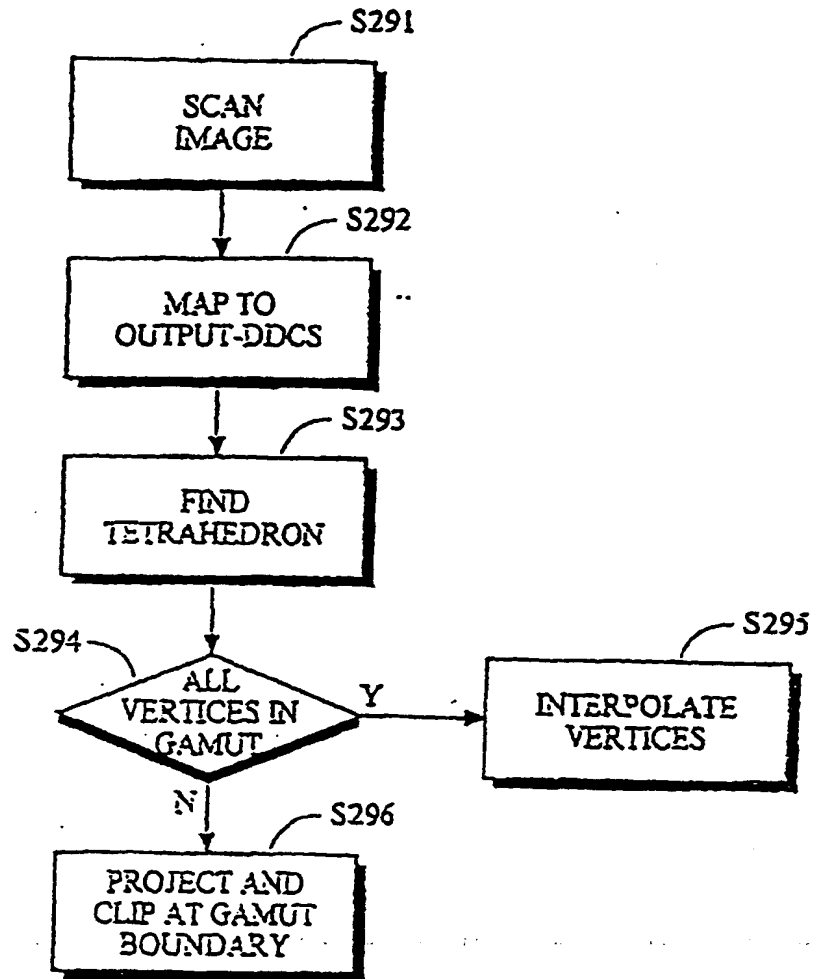 S291
SCAN
IMAGE
S292
MAP TO
OUTPUT-DDCS
S293
FIND
TETRAHEDRON
S294
ALL
VERTICES IN
GAMUT
Y
S295
INTERPOLATE
VERTICES
N
S296
PROJECT AND
CLIP AT GAMUT
BOUNDARY